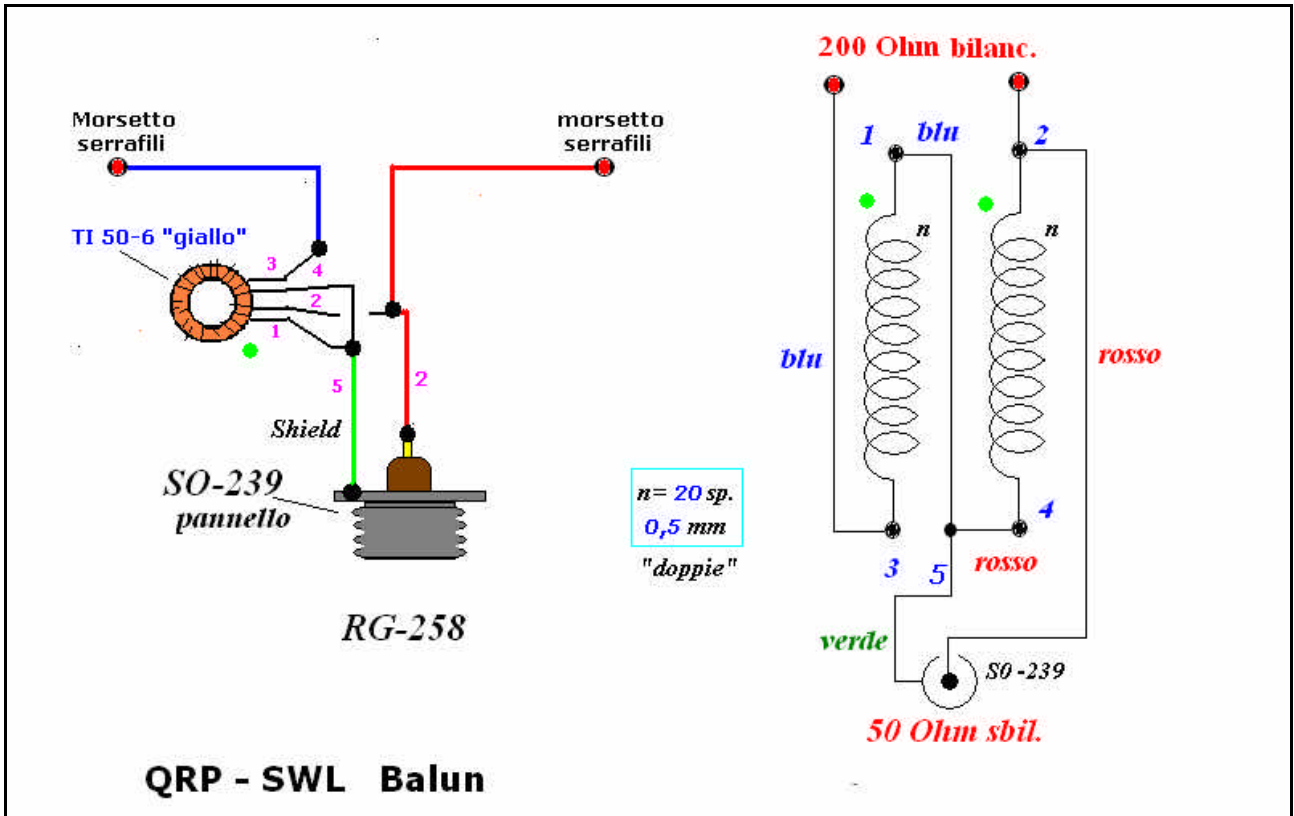 200 Ohm bilanc.
Morsetto
serrafili
morsetto
serrafili
1
blu
2
TI 50-6 "giallo"
n
n
3
4
2
1
5
2
blu
rosso
Shield
SO-239
pannello
n= 20 sp.
0,5 mm
"doppie"
4
3
5
rosso
RG-258
verde
SO-239
50 Ohm sbil.
QRP - SWL Balun